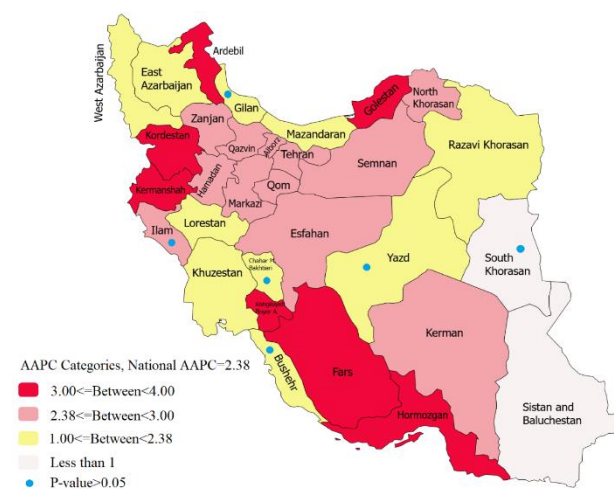 Ardebil
West Azarbaijan
East
Azarbaijan
Gilan
Golestan
North
Khorasan
Zanjan
Mazandaran
Kordestan
Qazvin
Alborz
Tehran
Semnan
Razavi Khorasan
Hamadan
Kermanshah
Qom
Markazi
Ilam
Lorestan
Esfahan
Khuzestan
Chahar M.
Bakhtiari
Yazd
South
Khorasan
Bushehr
Fars
Kerman
Hormozgan
Sistan and
Baluchestan
AAPC Categories, National AAPC=2.38
3.00<=Between<4.00
2.38<=Between<3.00
1.00<=Between<2.38
Less than 1
P-value>0.05